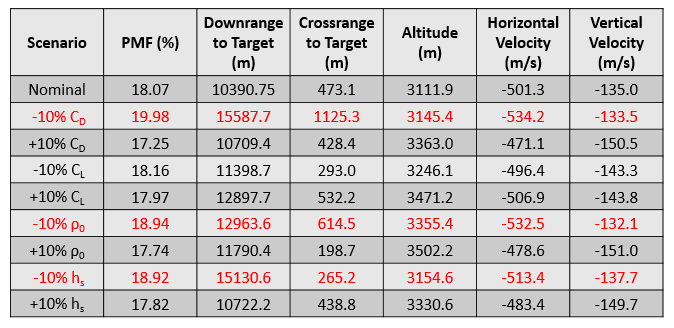 Scenario PMF (%) Downrange to Target (m) Crossrange to Target (m) Altitude (m) Horizontal Velocity (m/s) Vertical Velocity (m/s)
Nominal 18.07 10390.75 473.1 3111.9 -501.3 -135.0
-10% C_D 19.98 15587.7 1125.3 3145.4 -534.2 -133.5
+10% C_D 17.25 10709.4 428.4 3363.0 -471.1 -150.5
-10% C_L 18.16 11398.7 293.0 3246.1 -496.4 -143.3
+10% C_L 17.97 12897.7 532.2 3471.2 -506.9 -143.8
-10% ρ₀ 18.94 12963.6 614.5 3355.4 -532.5 -132.1
+10% ρ₀ 17.74 11790.4 198.7 3502.2 -478.6 -151.0
-10% hₛ 18.92 15130.6 265.2 3154.6 -513.4 -137.7
+10% hₛ 17.82 10722.2 438.8 3330.6 -483.4 -149.7